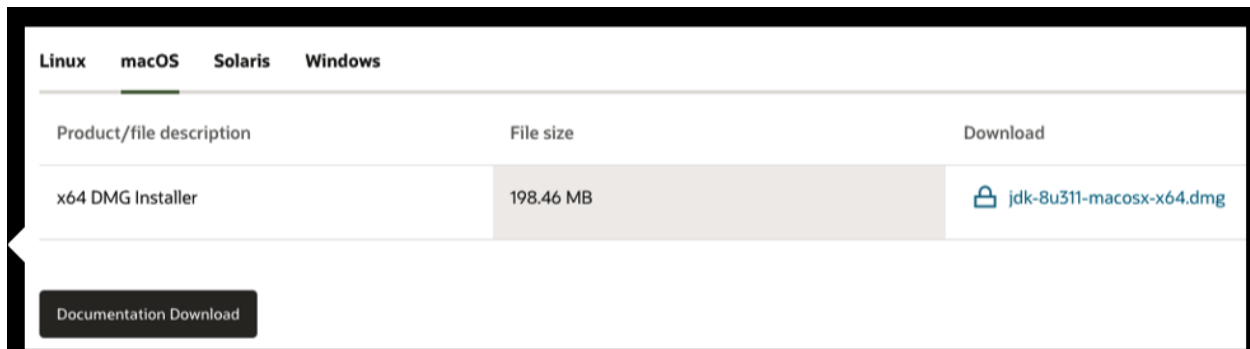 Linux macOS Solaris Windows
Product/file description File size Download
x64 DMG Installer 198.46 MB jdk-8u311-macosx-x64.dmg
Documentation Download